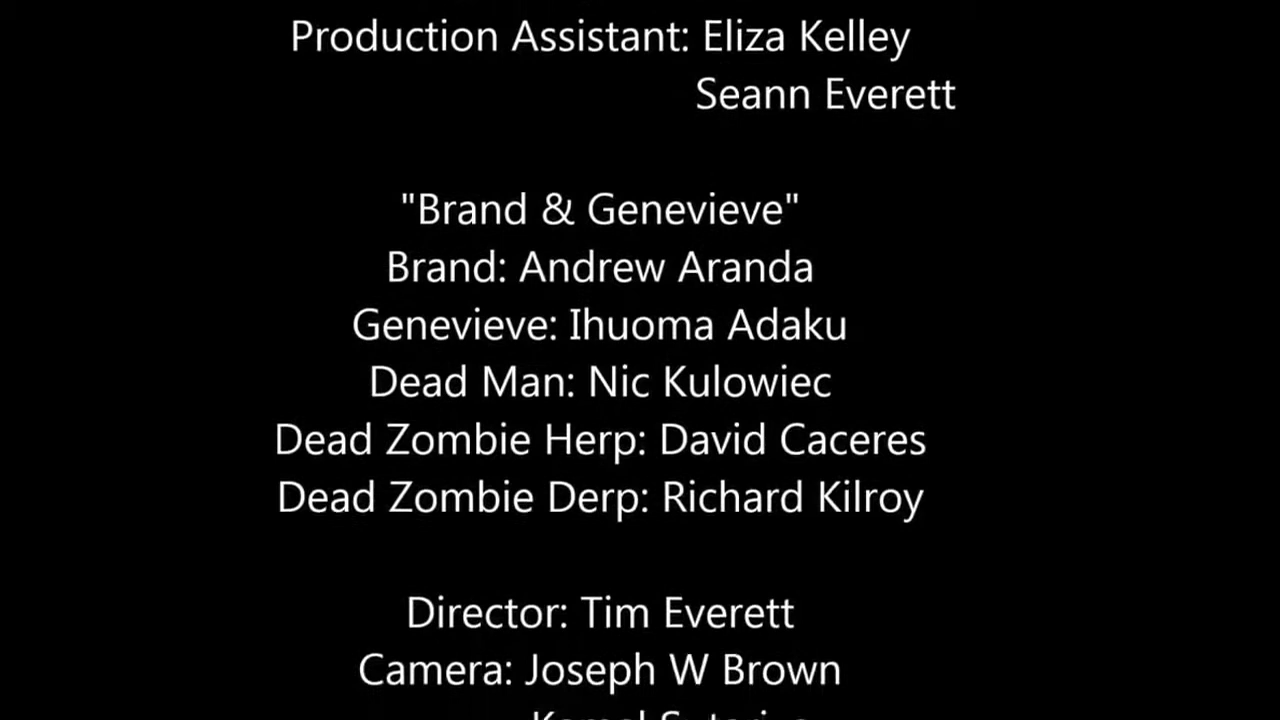 Production Assistant: Eliza Kelley
Seann Everett
"Brand & Genevieve"
Brand: Andrew Aranda
Genevieve: Ihuoma Adaku
Dead Man: Nic Kulowiec
Dead Zombie Herp: David Caceres
Dead Zombie Derp: Richard Kilroy
Director: Tim Everett
Camera: Joseph W Brown